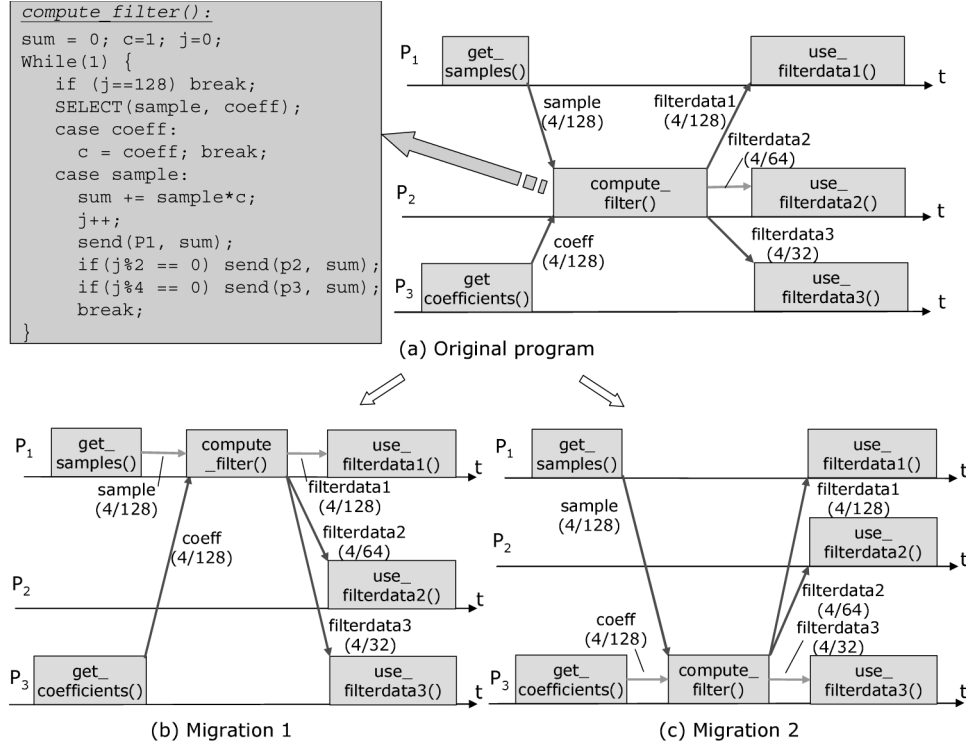 compute_filter():
sum = 0; c=1; j=0;
While(1) {
if (j==128) break;
SELECT(sample, coeff);
case coeff:
c = coeff; break;
case sample:
sum += sample*c;
j++;
send(P1, sum);
if(j%2 == 0) send(p2, sum);
if(j%4 == 0) send(p3, sum);
break;
}
P1
get_
samples()
use_
filterdata1()
t
sample
(4/128)
filterdata1
(4/128)
filterdata2
(4/64)
P2
compute_
filter()
use_
filterdata2()
t
coeff
(4/128)
filterdata3
(4/32)
P3
get
coefficients()
use_
filterdata3()
t
(a) Original program
P1
get_
samples()
compute
_filter()
use_
filterdata1()
t
sample
(4/128)
filterdata1
(4/128)
coeff
(4/128)
filterdata2
(4/64)
P2
use_
filterdata2()
t
filterdata3
(4/32)
P3
get_
coefficients()
use_
filterdata3()
t
(b) Migration 1
P1
get_
samples()
use_
filterdata1()
t
sample
(4/128)
filterdata1
(4/128)
P2
use_
filterdata2()
t
filterdata2
(4/64)
coeff
(4/128)
filterdata3
(4/32)
P3
get_
coefficients()
compute_
filter()
use_
filterdata3()
t
(c) Migration 2